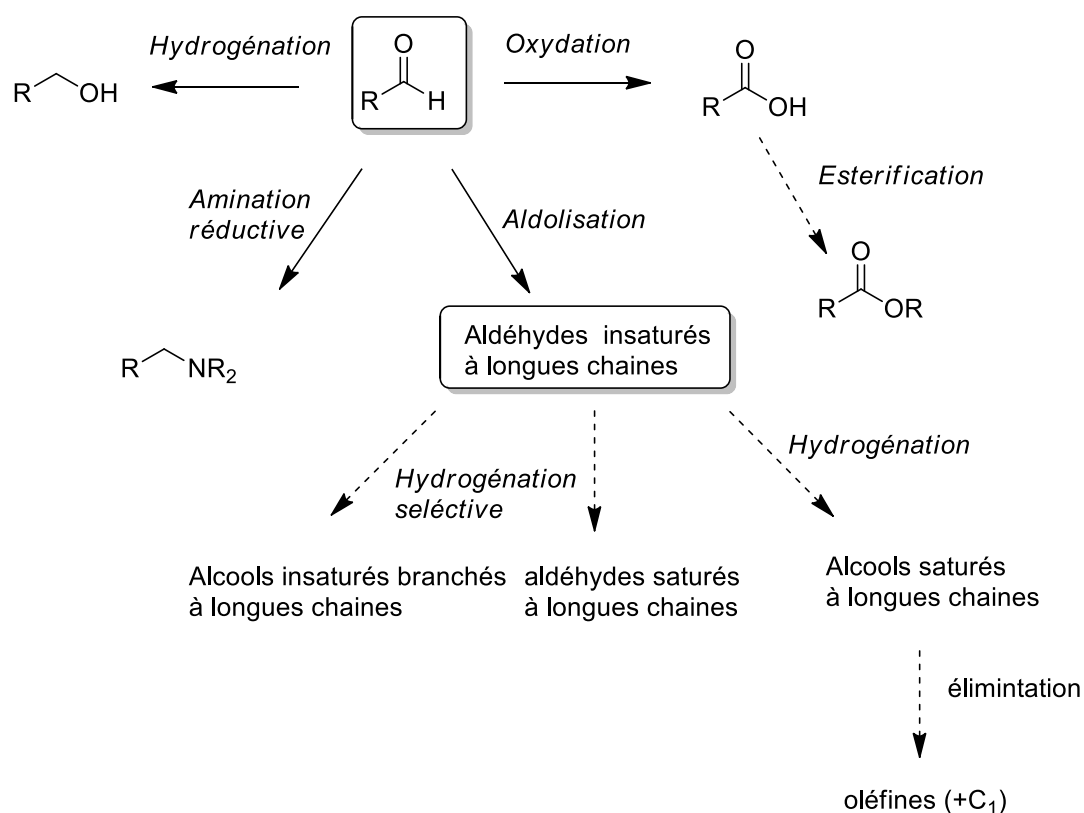 Hydrogénation
Oxydation
O
R H
R OH
O
R OH
Amination
réductive
Aldolisation
Esterification
O
R OR
R NR2
Aldéhydes insaturés
à longues chaines
Hydrogénation
Hydrogénation
seléctive
Alcools insaturés branchés
à longues chaines
aldéhydes saturés
à longues chaines
Alcools saturés
à longues chaines
élimintation
oléfines (+C1)